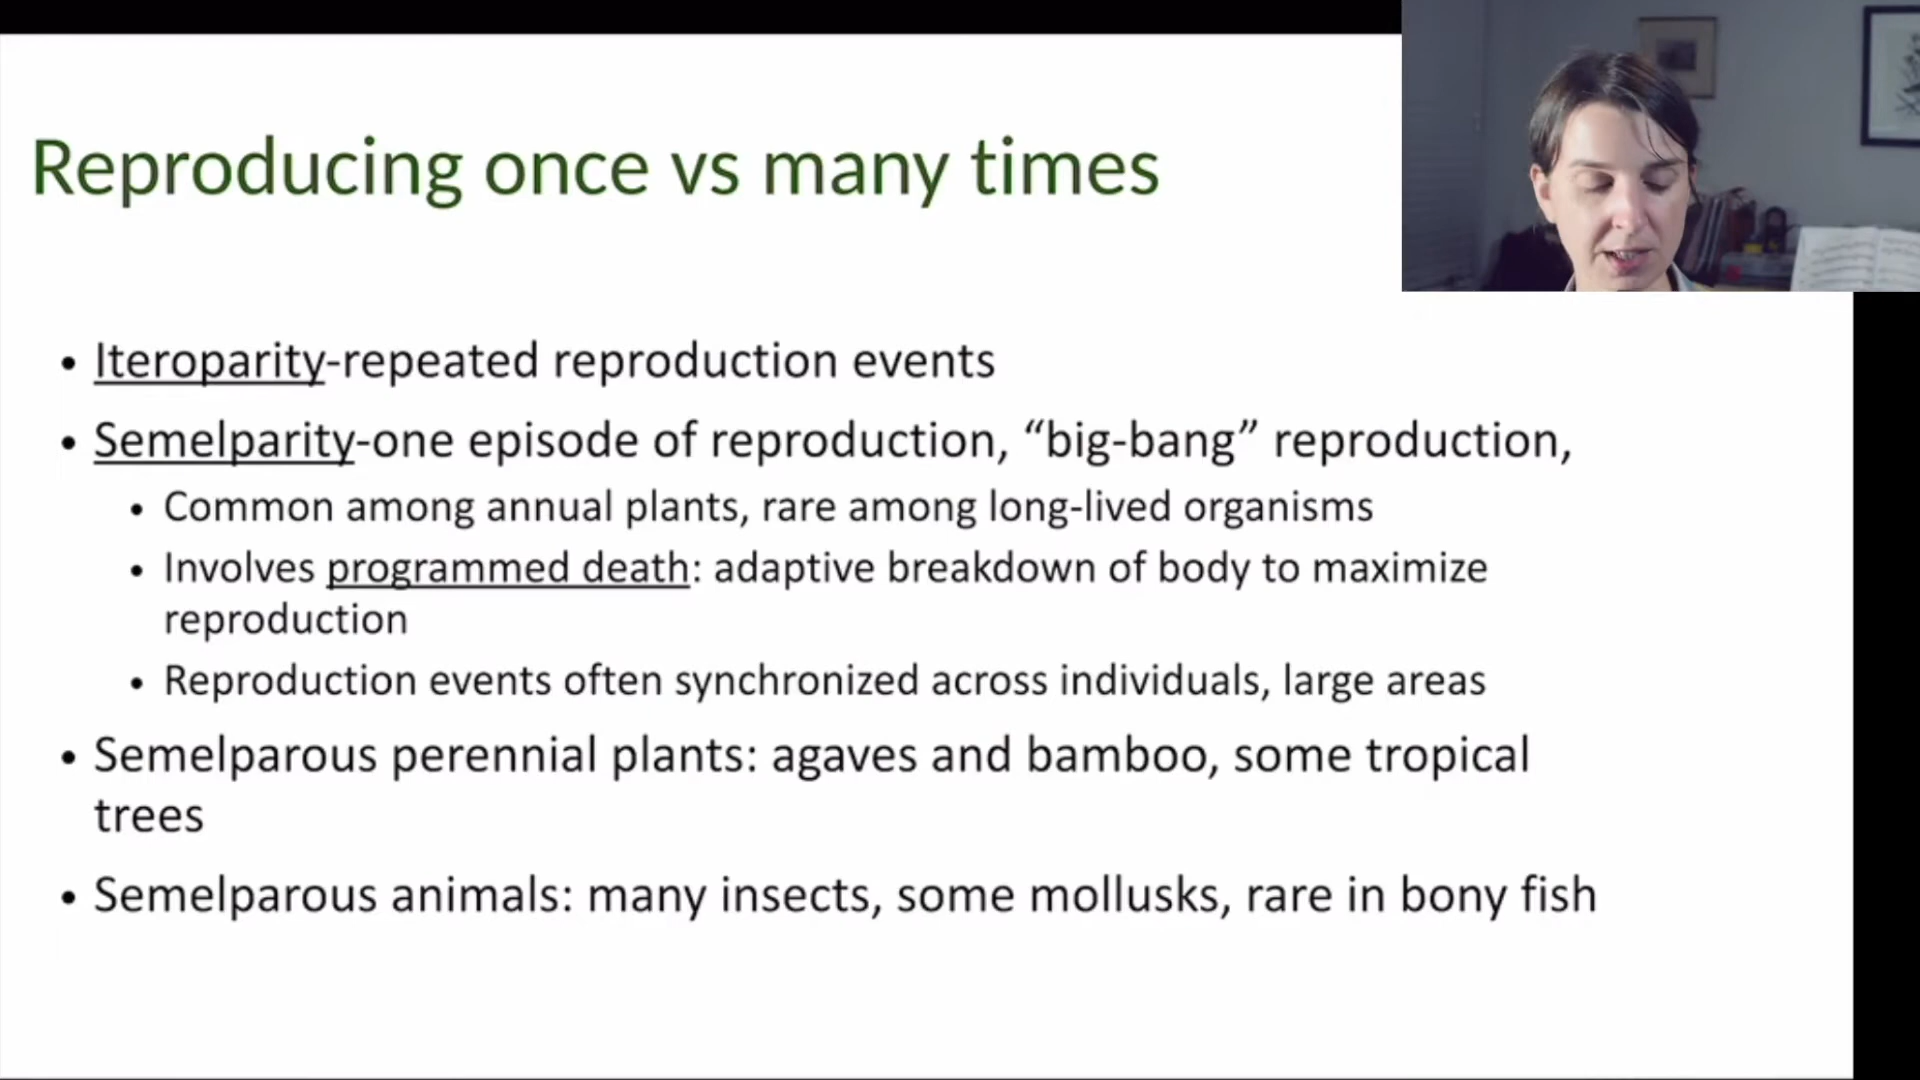 Reproducing once vs many times
• Iteroparity-repeated reproduction events
• Semelparity-one episode of reproduction, “big-bang” reproduction,
• Common among annual plants, rare among long-lived organisms
• Involves programmed death: adaptive breakdown of body to maximize
reproduction
• Reproduction events often synchronized across individuals, large areas
• Semelparous perennial plants: agaves and bamboo, some tropical
trees
• Semelparous animals: many insects, some mollusks, rare in bony fish